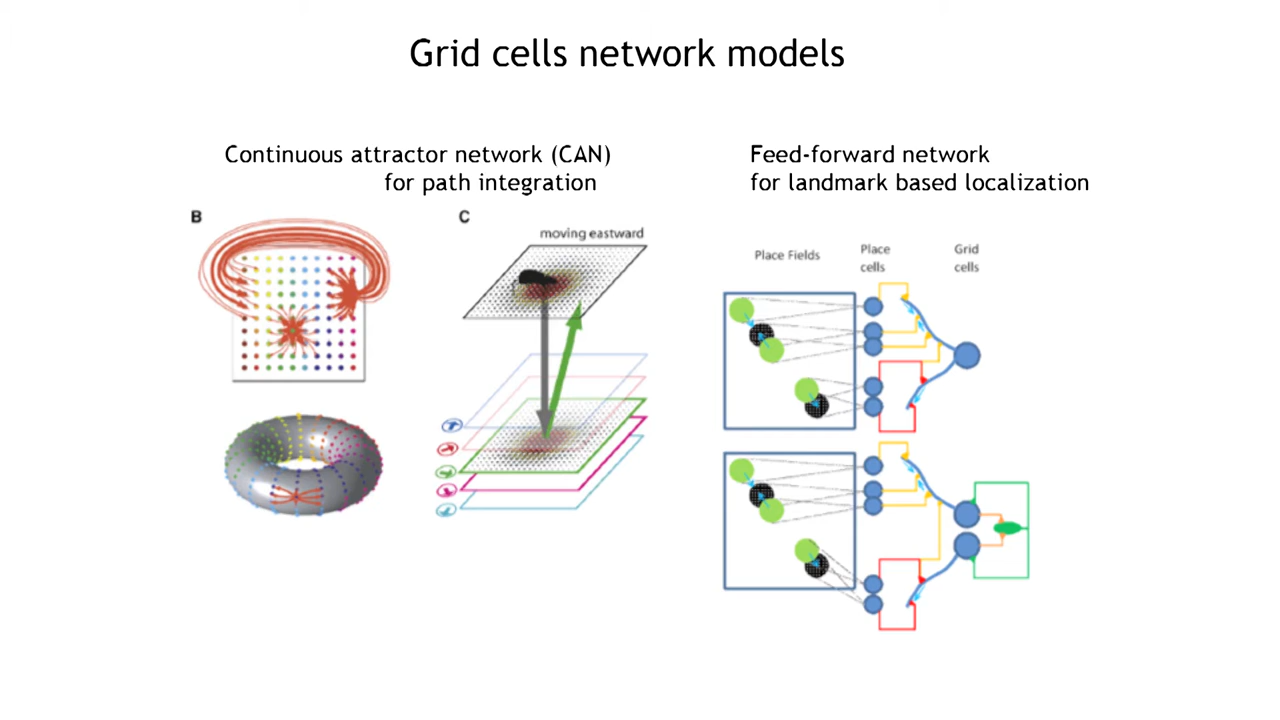 Grid cells network models
Continuous attractor network (CAN)
for path integration
Feed-forward network
for landmark based localization
B
C
moving eastward
Place Fields
Place
cells
Grid
cells